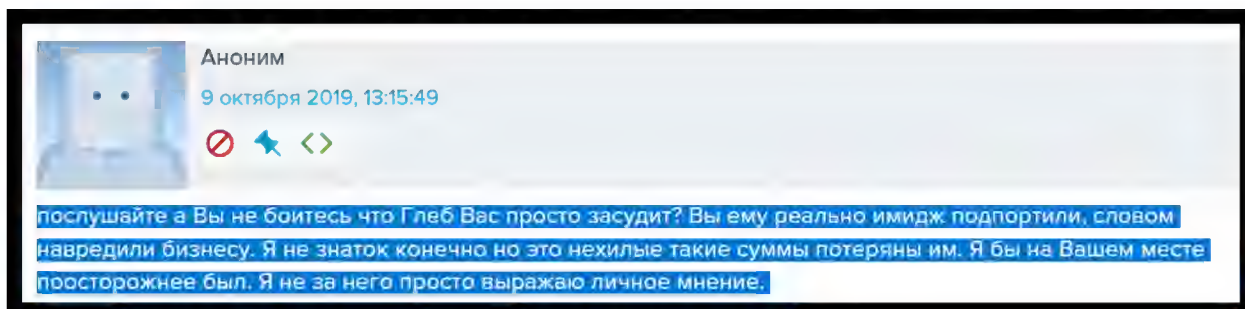 Аноним
9 октября 2019, 13:15:49
послушайте а Вы не боитесь что Глеб Вас просто засудит? Вы ему реально имидж подпортили, словом
навредили бизнесу. Я не знаток конечно но это нехилые такие суммы потеряны им. Я бы на Вашем месте
поосторожнее был. Я не за него просто выражаю личное мнение.